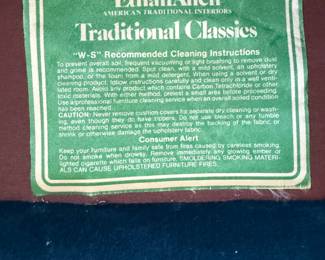 Ethan Allen
AMERICAN TRADITIONAL INTERIORS
Traditional Classics
"W-S" Recommended Cleaning Instructions
To prevent overall soil, frequent vacuuming or light brushing to remove dust
and grime is recommended. Spot clean, with a mild solvent, an upholstery
shampoo, or the foam from a mild detergent. When using a solvent or dry
cleaning product, follow instructions carefully and clean only in a well venti-
lated room. Avoid any product which contains Carbon Tetrachloride or other
toxic materials. With either method, pretest a small area before proceeding.
Use a professional furniture cleaning service when an overall soiled condition
has been reached.
CAUTION: Never remove cushion covers for separate dry cleaning or wash-
ing, even though they do have zippers. Do not use bleach or any fumble
method cleaning service as this may destroy the backing of the fabric or
shrink or otherwise damage the upholstery fabric.
Consumer Alert
Keep your furniture and family safe from fires caused by careless smoking.
Do not smoke when drowsy. Remove immediately any glowing ember or
lighted cigarette which falls on furniture. SMOLDERING SMOKING MATERI-
ALS CAN CAUSE UPHOLSTERED FURNITURE FIRES.